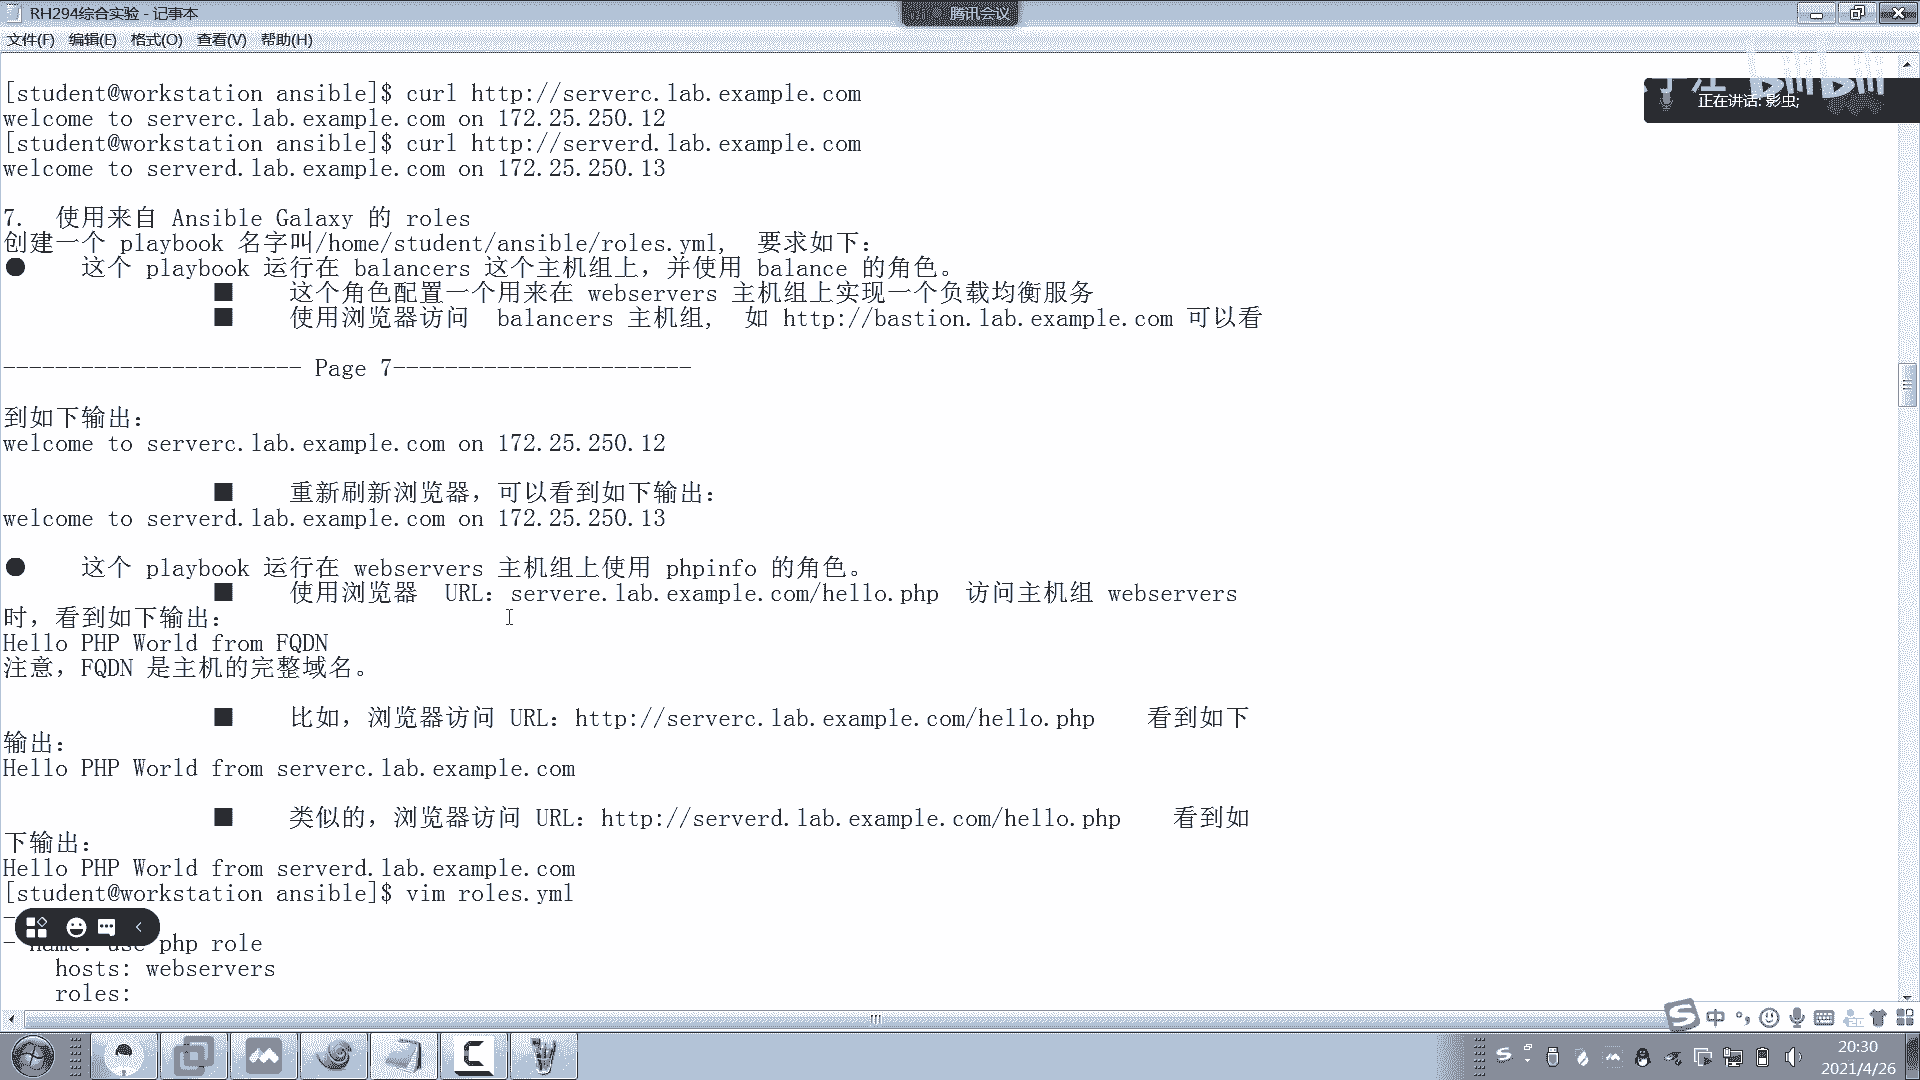 RH294综合实验 - 记事本
腾讯会议
文件(F) 编辑(E) 格式(O) 查看(V) 帮助(H)
正在讲话: 影虫;
[student@workstation ansible]$ curl http://serverc.lab.example.com
welcome to serverc.lab.example.com on 172.25.250.12
[student@workstation ansible]$ curl http://serverd.lab.example.com
welcome to serverd.lab.example.com on 172.25.250.13
7. 使用来自 Ansible Galaxy 的 roles
创建一个 playbook 名字叫/home/student/ansible/roles.yml, 要求如下:
● 这个 playbook 运行在 balancers 这个主机组上，并使用 balance 的角色。
■ 这个角色配置一个用来在 webservers 主机组上实现一个负载均衡服务
■ 使用浏览器访问 balancers 主机组, 如 http://bastion.lab.example.com 可以看
----------------------- Page 7-----------------------
到如下输出:
welcome to serverc.lab.example.com on 172.25.250.12
■ 重新刷新浏览器，可以看到如下输出:
welcome to serverd.lab.example.com on 172.25.250.13
● 这个 playbook 运行在 webservers 主机组上使用 phpinfo 的角色。
■ 使用浏览器 URL: servere.lab.example.com/hello.php 访问主机组 webservers
时，看到如下输出:
Hello PHP World from FQDN
注意，FQDN 是主机的完整域名。
■ 比如，浏览器访问 URL: http://serverc.lab.example.com/hello.php 看到如下
输出:
Hello PHP World from serverc.lab.example.com
■ 类似的，浏览器访问 URL: http://serverd.lab.example.com/hello.php 看到如
下输出:
Hello PHP World from serverd.lab.example.com
[student@workstation ansible]$ vim roles.yml
- name: use php role
hosts: webservers
roles:
中
20:30
2021/4/26